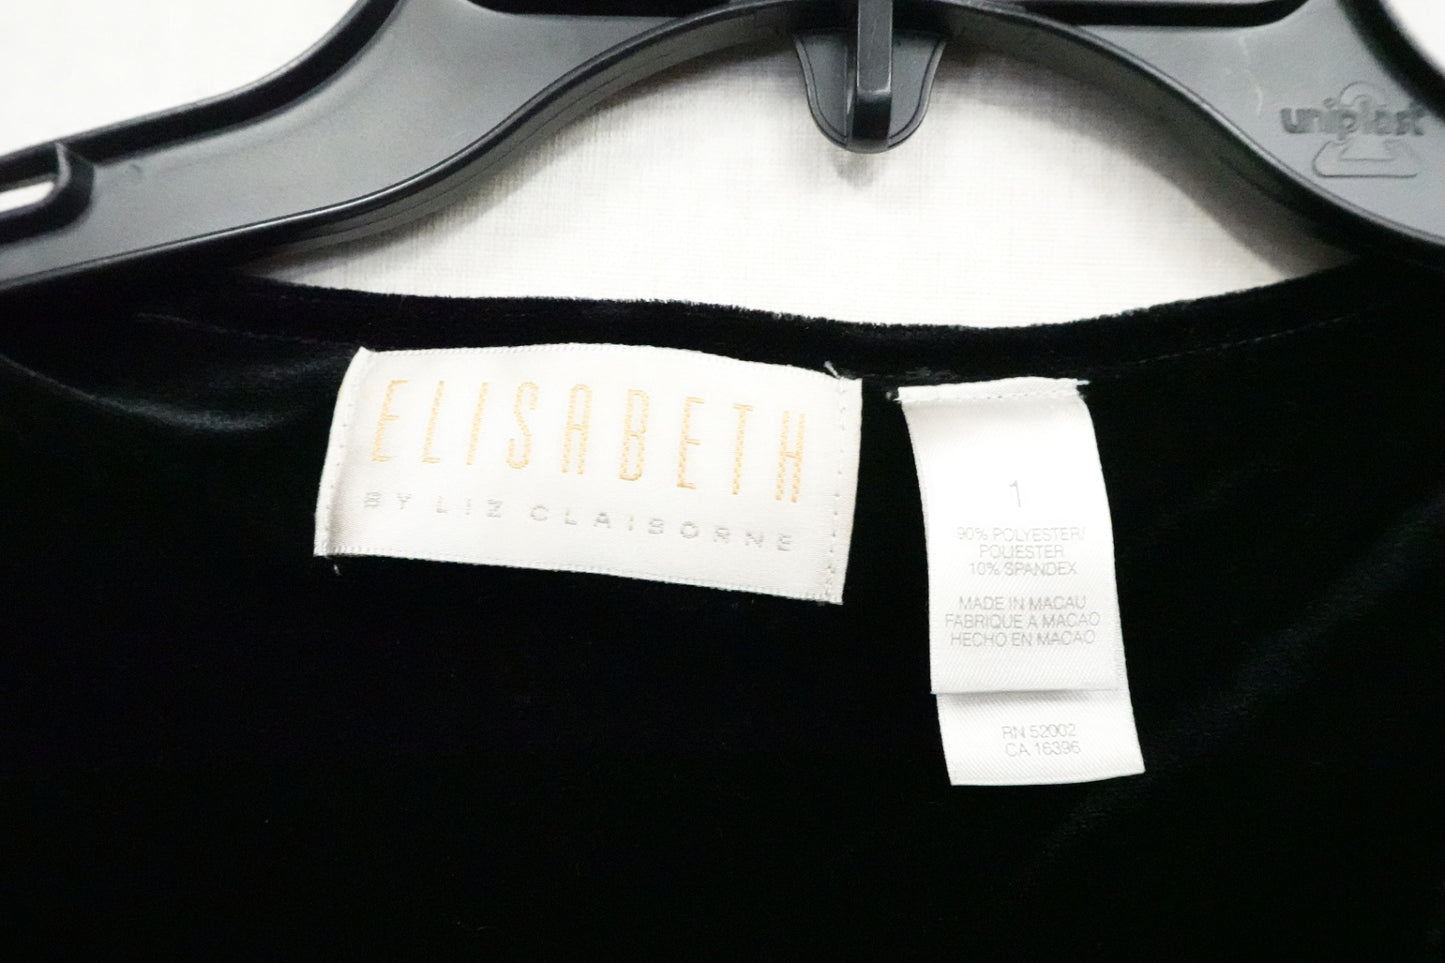 uniplast
ELISABETH
BY LIZ CLAIBORNE
1
90% POLYESTER/
POLIESTER
10% SPANDEX
MADE IN MACAU
FABRIQUE A MACAO
HECHO EN MACAO
RN 52002
CA 16396